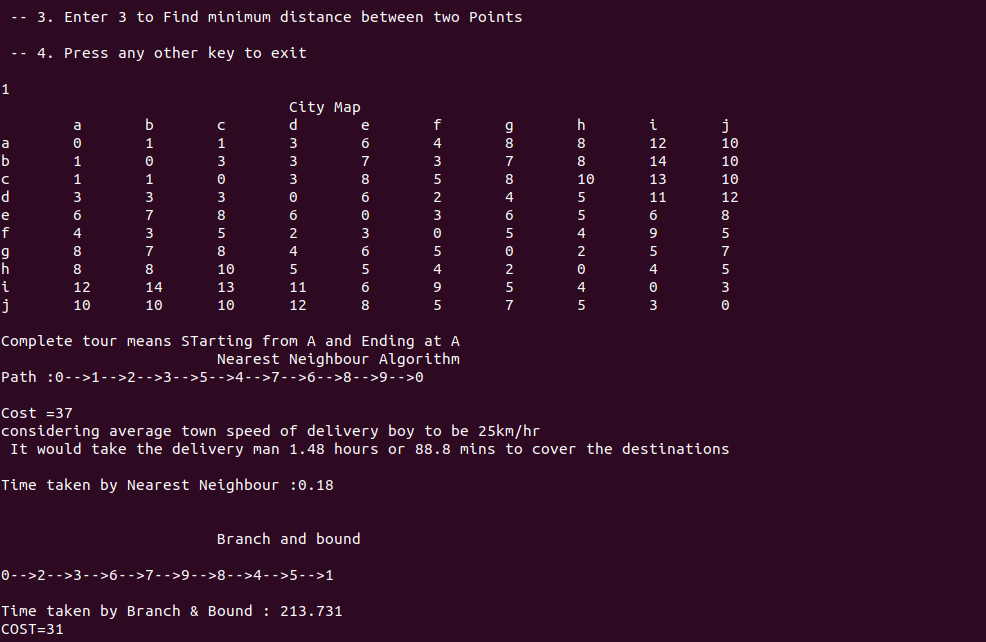 -- 3. Enter 3 to Find minimum distance between two Points
-- 4. Press any other key to exit
1
City Map
a b c d e f g h i j
a 0 1 1 3 6 4 8 8 12 10
b 1 0 3 3 7 3 7 8 14 10
c 1 1 0 3 8 5 8 10 13 10
d 3 3 3 0 6 2 4 5 11 12
e 6 7 8 6 0 3 6 5 6 8
f 4 3 5 2 3 0 5 4 9 5
g 8 7 8 4 6 5 0 2 5 7
h 8 8 10 5 5 4 2 0 4 5
i 12 14 13 11 6 9 5 4 0 3
j 10 10 10 12 8 5 7 5 3 0
Complete tour means STarting from A and Ending at A
Nearest Neighbour Algorithm
Path :0-->1-->2-->3-->5-->4-->7-->6-->8-->9-->0
Cost =37
considering average town speed of delivery boy to be 25km/hr
It would take the delivery man 1.48 hours or 88.8 mins to cover the destinations
Time taken by Nearest Neighbour :0.18
Branch and bound
0-->2-->3-->6-->7-->9-->8-->4-->5-->1
Time taken by Branch & Bound : 213.731
COST=31